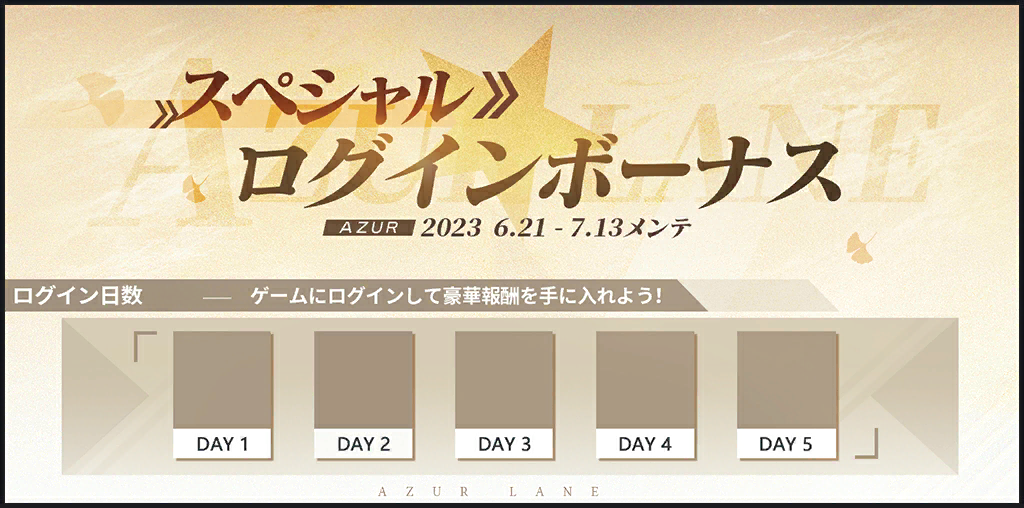 AZUR LANE
スペシャル
ログインボーナス
AZUR 2023 6.21 - 7.13メンテ
ログイン日数 — ゲームにログインして豪華報酬を手に入れよう!
DAY 1 DAY 2 DAY 3 DAY 4 DAY 5
AZUR LANE